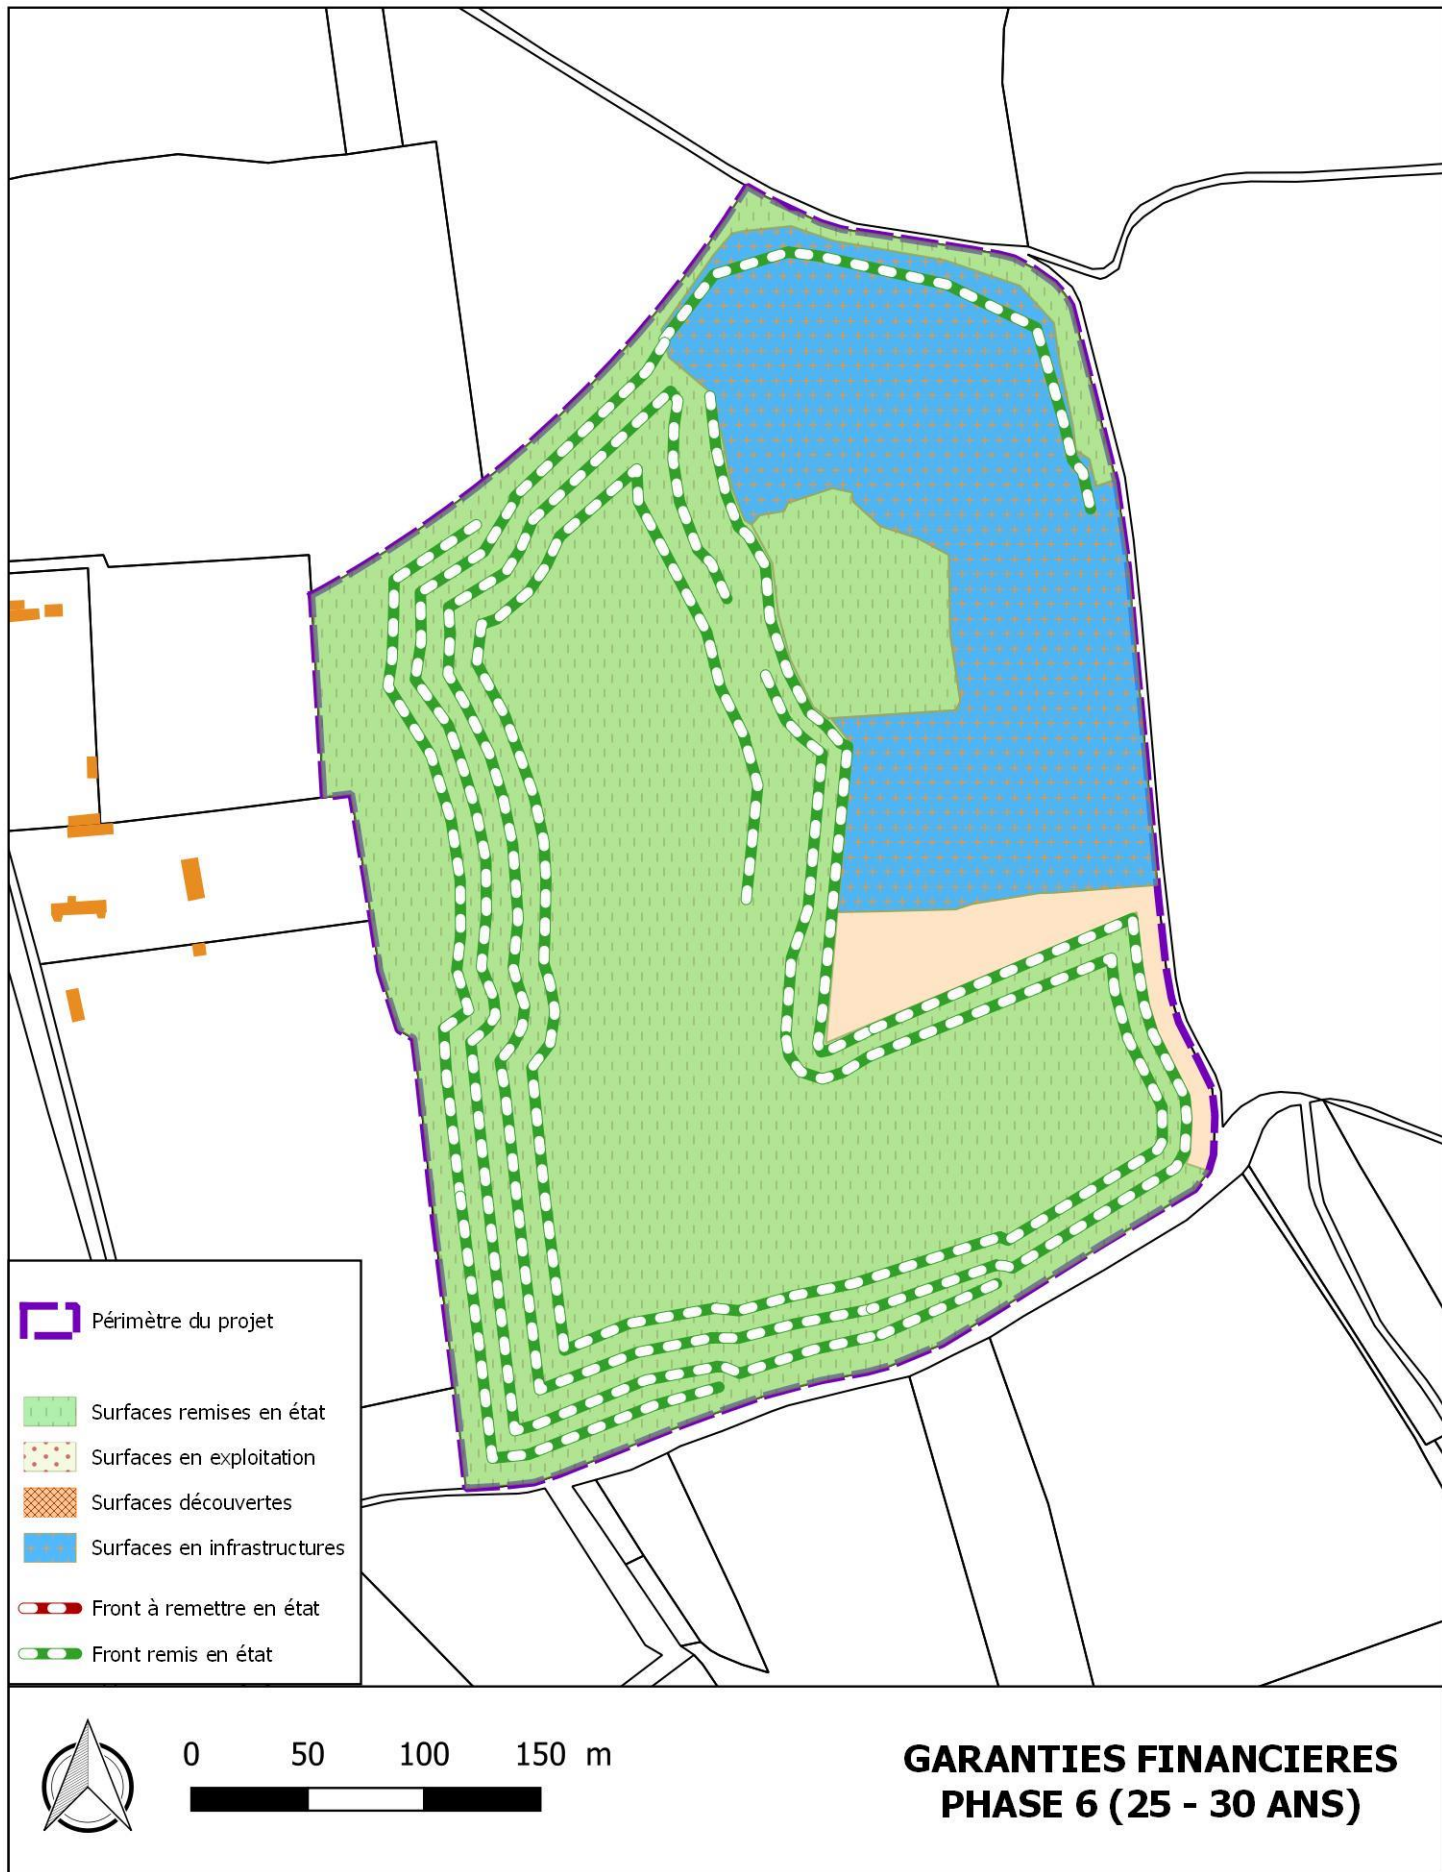 Périmètre du projet
Surfaces remises en état
Surfaces en exploitation
Surfaces découvertes
Surfaces en infrastructures
Front à remettre en état
Front remis en état
0 50 100 150 m
GARANTIES FINANCIERES
PHASE 6 (25 - 30 ANS)